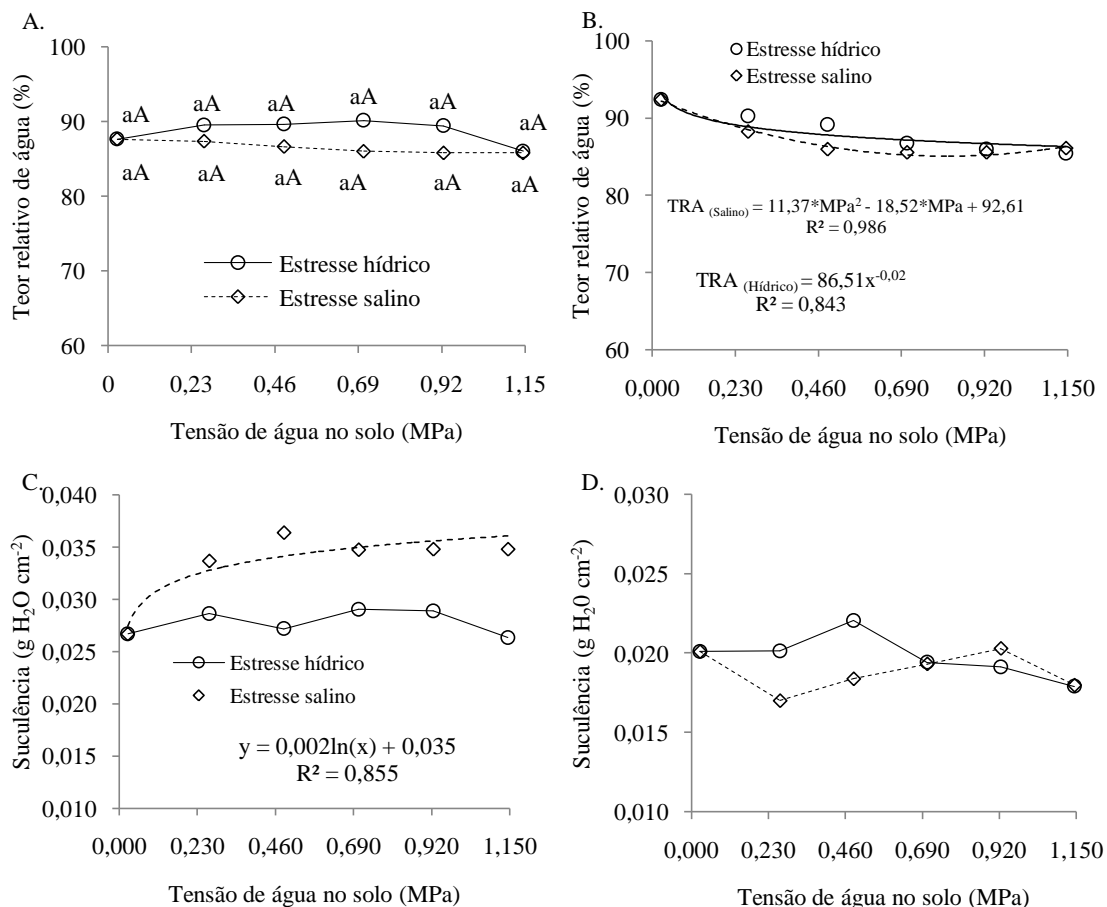 A.
100
90
80
70
60
Teor relativo de água (%)
aA aA aA aA aA aA
aA aA aA aA aA aA
Estresse hídrico
Estresse salino
0 0,23 0,46 0,69 0,92 1,15
Tensão de água no solo (MPa)
B.
100
90
80
70
60
Teor relativo de água (%)
Estresse hídrico
Estresse salino
TRA (Salino) = 11,37*MPa² - 18,52*MPa + 92,61
R² = 0,986
TRA (Hídrico) = 86,51x⁻⁰,⁰²
R² = 0,843
0,000 0,230 0,460 0,690 0,920 1,150
Tensão de água no solo (MPa)
C.
0,040
0,035
0,030
0,025
0,020
0,015
0,010
Suculência (g H₂O cm⁻²)
Estresse hídrico
Estresse salino
y = 0,002ln(x) + 0,035
R² = 0,855
0,000 0,230 0,460 0,690 0,920 1,150
Tensão de água no solo (MPa)
D.
0,030
0,025
0,020
0,015
0,010
Suculência (g H₂0 cm⁻²)
0,000 0,230 0,460 0,690 0,920 1,150
Tensão de água no solo (MPa)